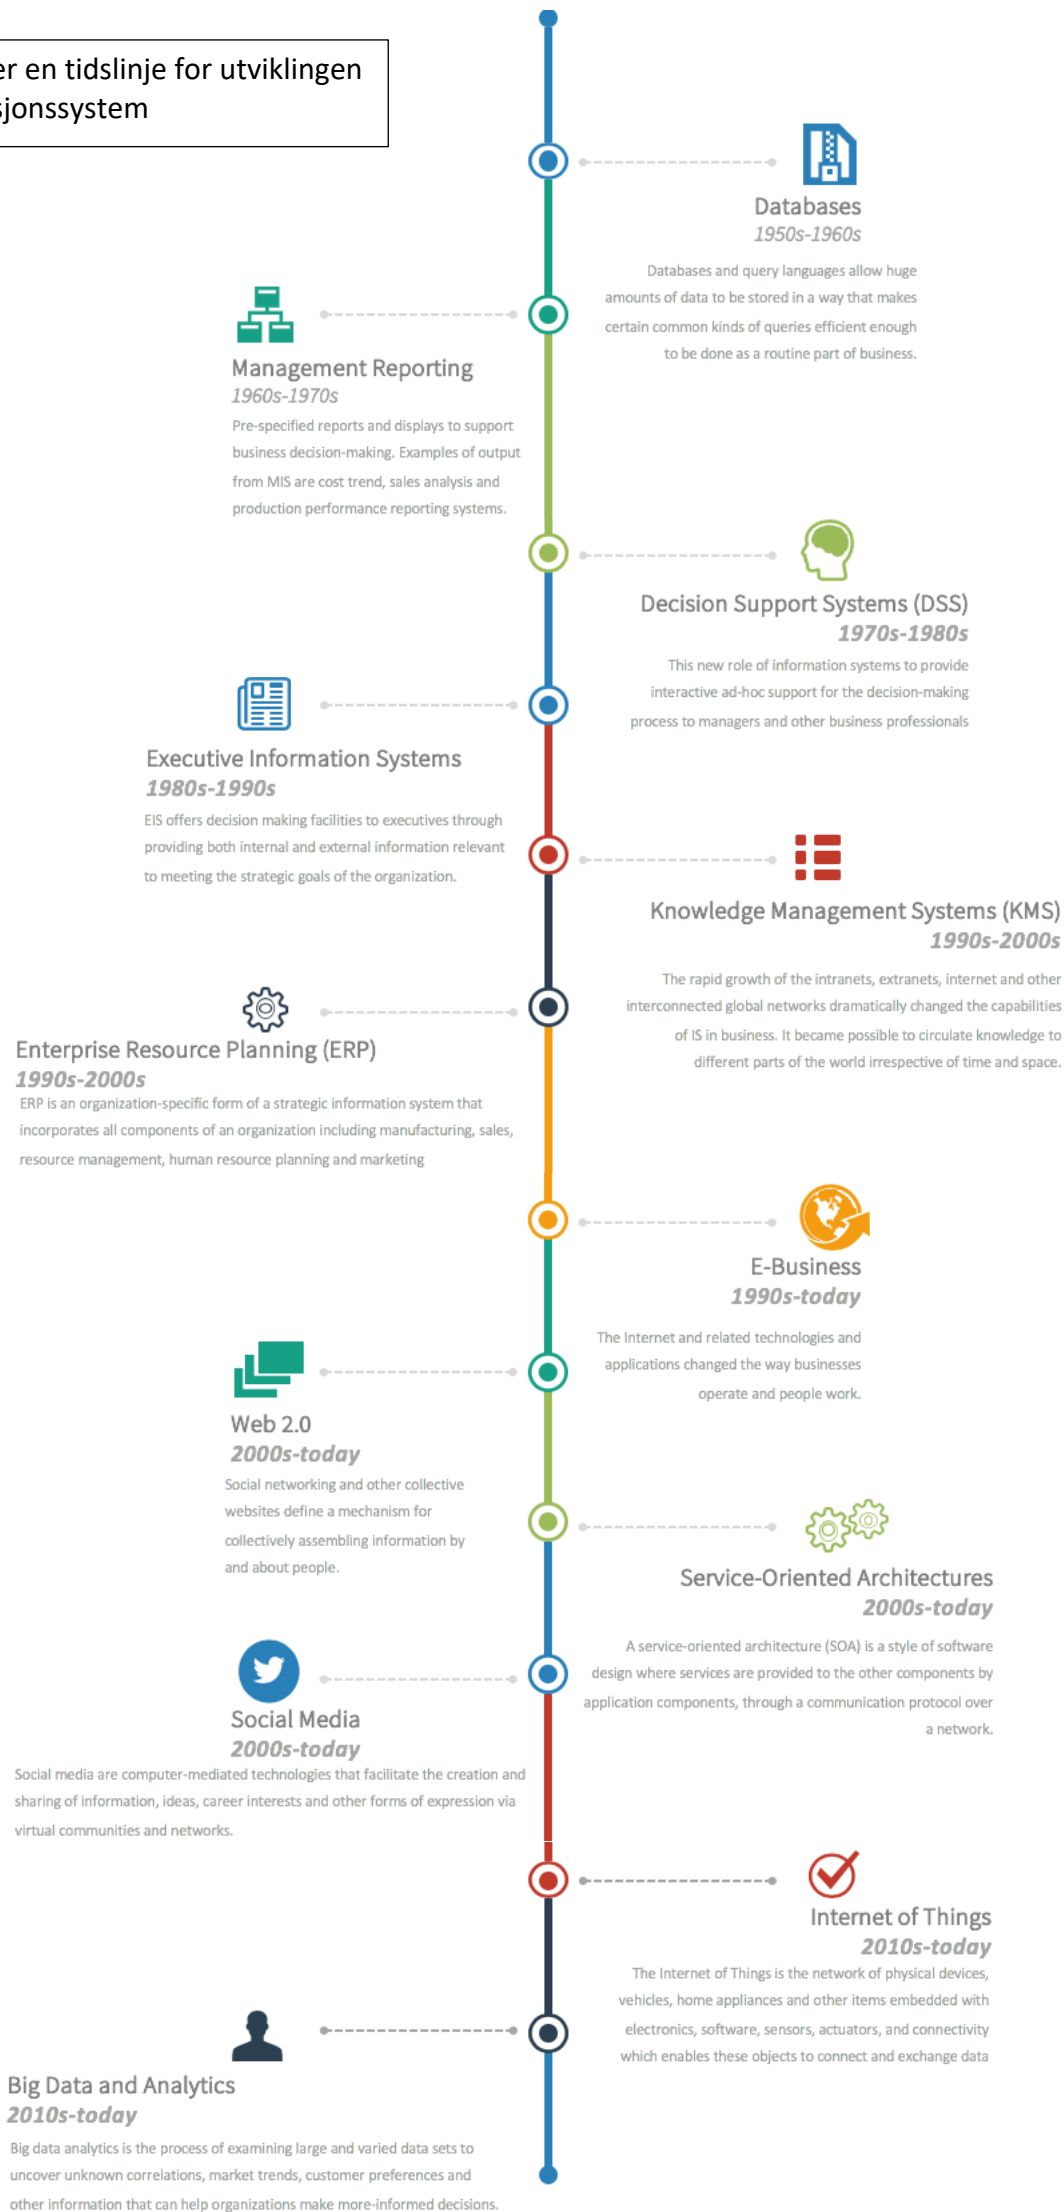 er en tidslinje for utviklingen
sjonssystem
Databases
1950s-1960s
Databases and query languages allow huge
amounts of data to be stored in a way that makes
certain common kinds of queries efficient enough
to be done as a routine part of business.
Management Reporting
1960s-1970s
Pre-specified reports and displays to support
business decision-making. Examples of output
from MIS are cost trend, sales analysis and
production performance reporting systems.
Decision Support Systems (DSS)
1970s-1980s
This new role of information systems to provide
interactive ad-hoc support for the decision-making
process to managers and other business professionals
Executive Information Systems
1980s-1990s
EIS offers decision making facilities to executives through
providing both internal and external information relevant
to meeting the strategic goals of the organization.
Knowledge Management Systems (KMS)
1990s-2000s
The rapid growth of the intranets, extranets, internet and other
interconnected global networks dramatically changed the capabilities
of IS in business. It became possible to circulate knowledge to
different parts of the world irrespective of time and space.
Enterprise Resource Planning (ERP)
1990s-2000s
ERP is an organization-specific form of a strategic information system that
incorporates all components of an organization including manufacturing, sales,
resource management, human resource planning and marketing
E-Business
1990s-today
The Internet and related technologies and
applications changed the way businesses
operate and people work.
Web 2.0
2000s-today
Social networking and other collective
websites define a mechanism for
collectively assembling information by
and about people.
Service-Oriented Architectures
2000s-today
A service-oriented architecture (SOA) is a style of software
design where services are provided to the other components by
application components, through a communication protocol over
a network.
Social Media
2000s-today
Social media are computer-mediated technologies that facilitate the creation and
sharing of information, ideas, career interests and other forms of expression via
virtual communities and networks.
Internet of Things
2010s-today
The Internet of Things is the network of physical devices,
vehicles, home appliances and other items embedded with
electronics, software, sensors, actuators, and connectivity
which enables these objects to connect and exchange data
Big Data and Analytics
2010s-today
Big data analytics is the process of examining large and varied data sets to
uncover unknown correlations, market trends, customer preferences and
other information that can help organizations make more-informed decisions.